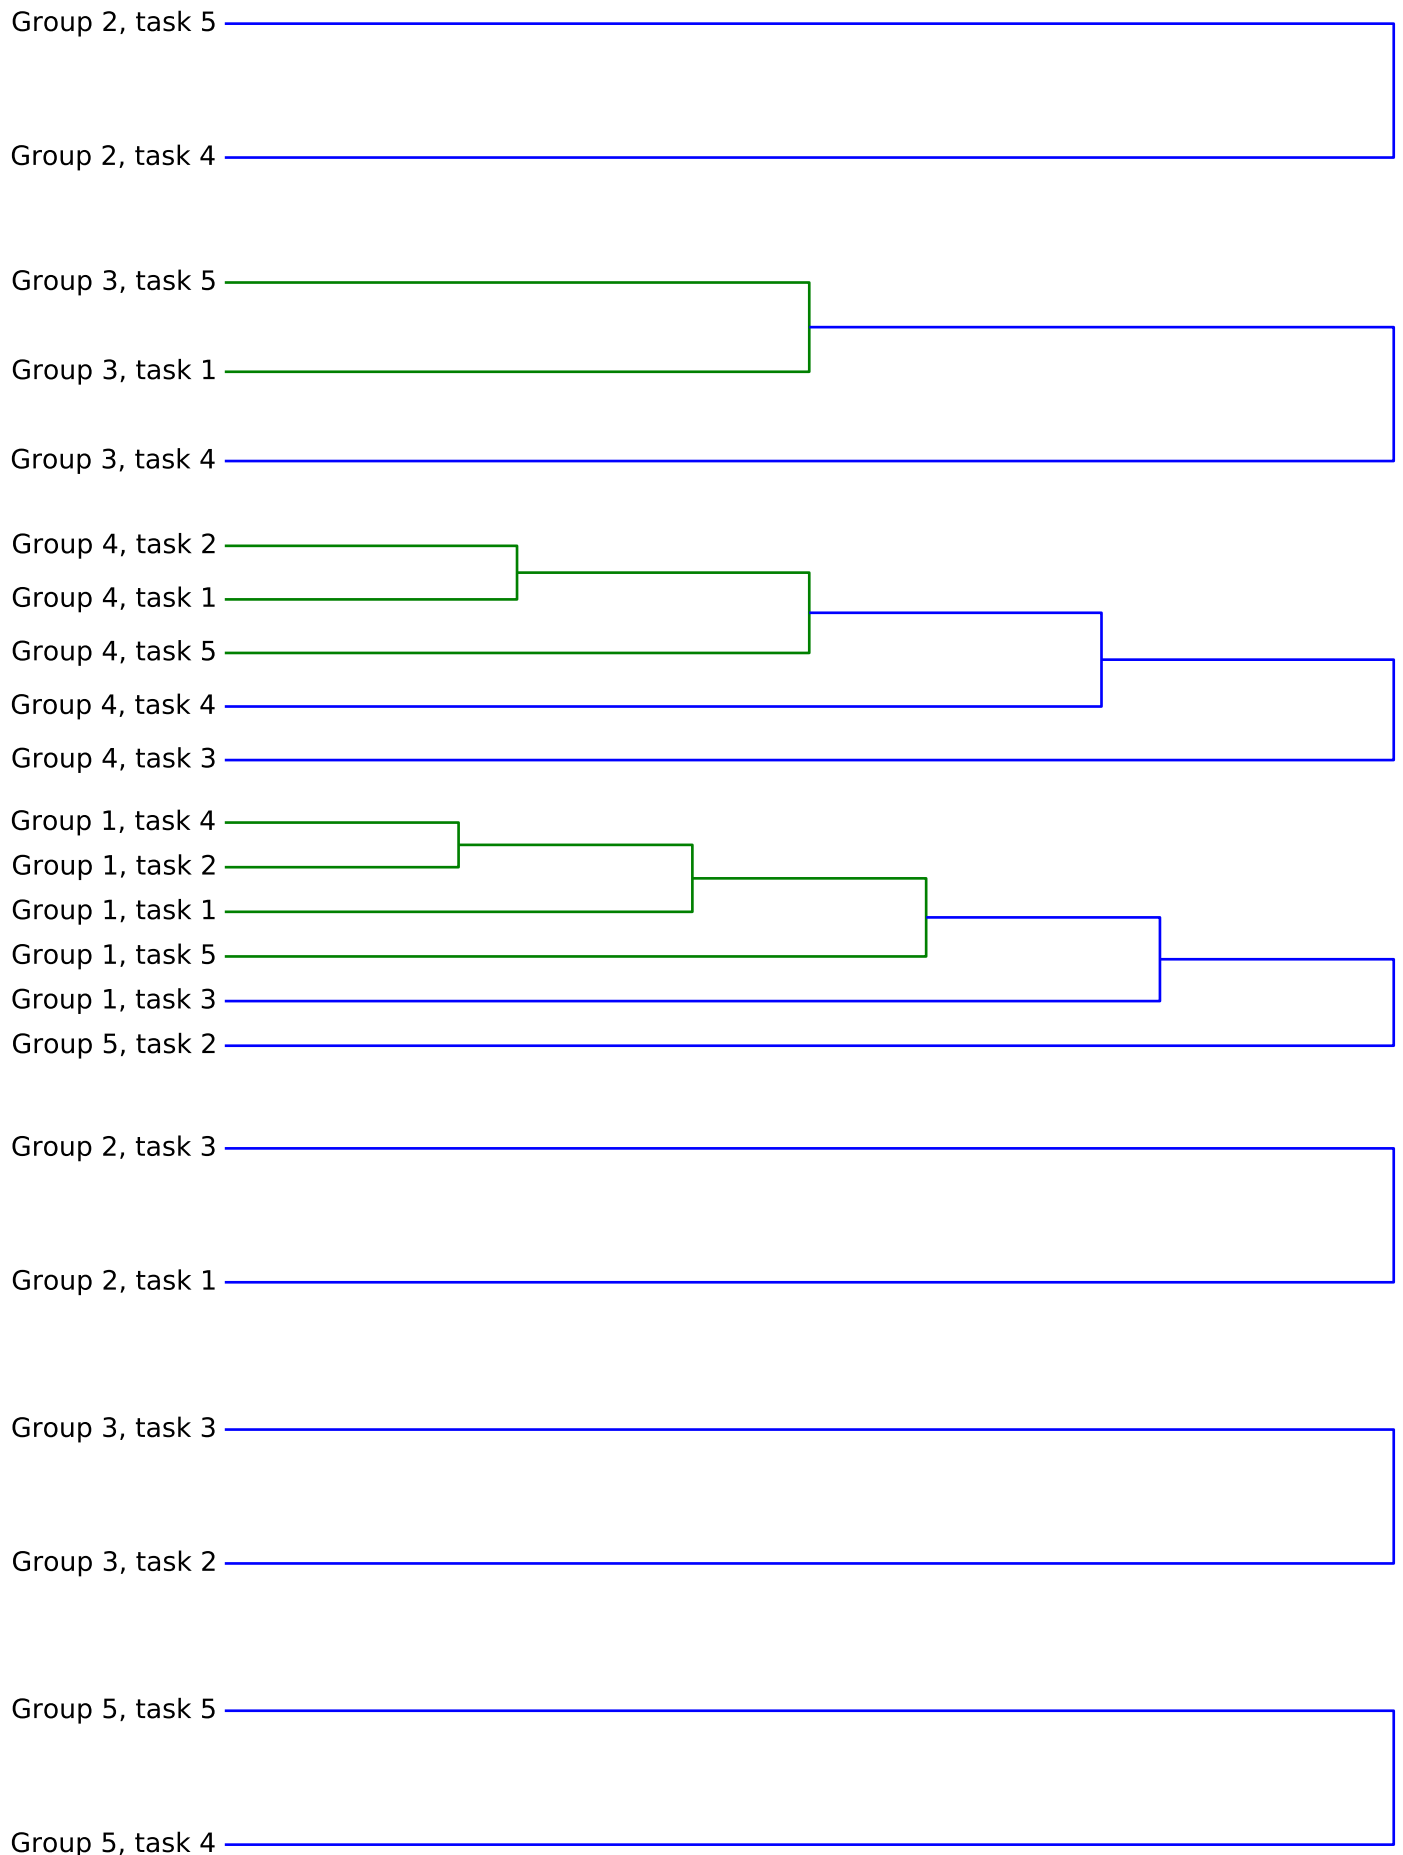 Group 2, task 5
Group 2, task 4
Group 3, task 5
Group 3, task 1
Group 3, task 4
Group 4, task 2
Group 4, task 1
Group 4, task 5
Group 4, task 4
Group 4, task 3
Group 1, task 4
Group 1, task 2
Group 1, task 1
Group 1, task 5
Group 1, task 3
Group 5, task 2
Group 2, task 3
Group 2, task 1
Group 3, task 3
Group 3, task 2
Group 5, task 5
Group 5, task 4